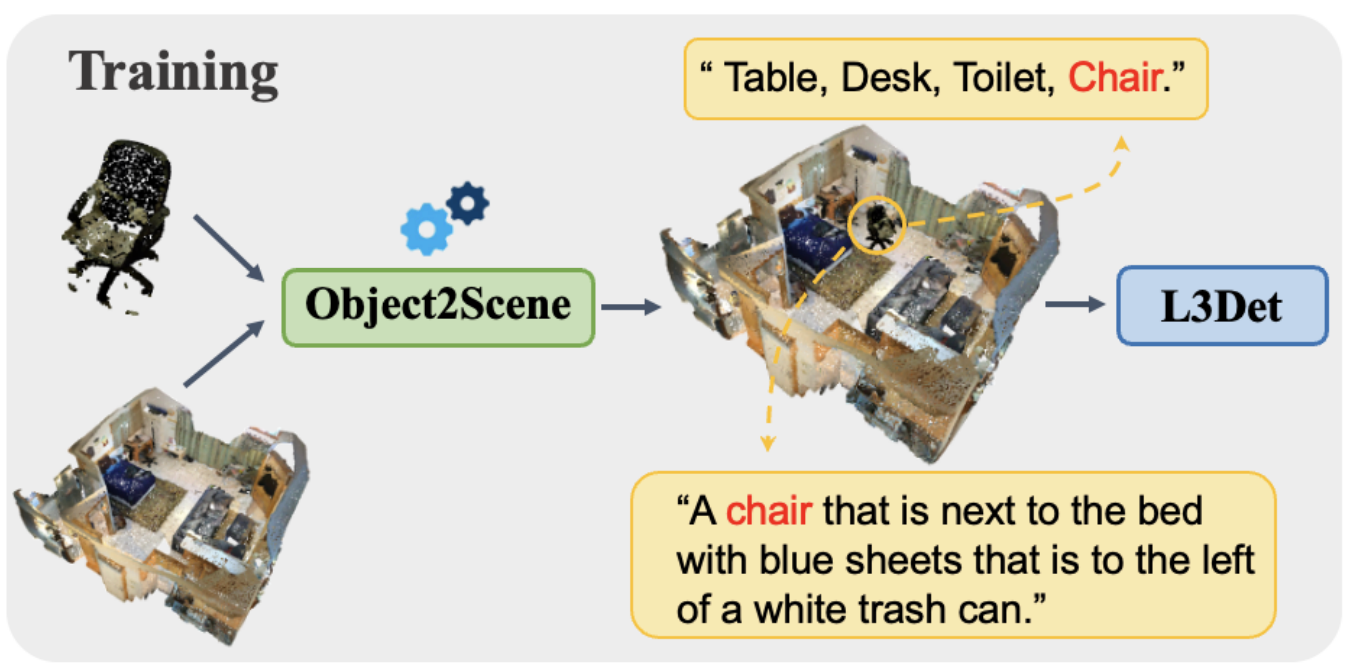 Training
“ Table, Desk, Toilet, Chair.”
Object2Scene
L3Det
“A chair that is next to the bed
with blue sheets that is to the left
of a white trash can.”